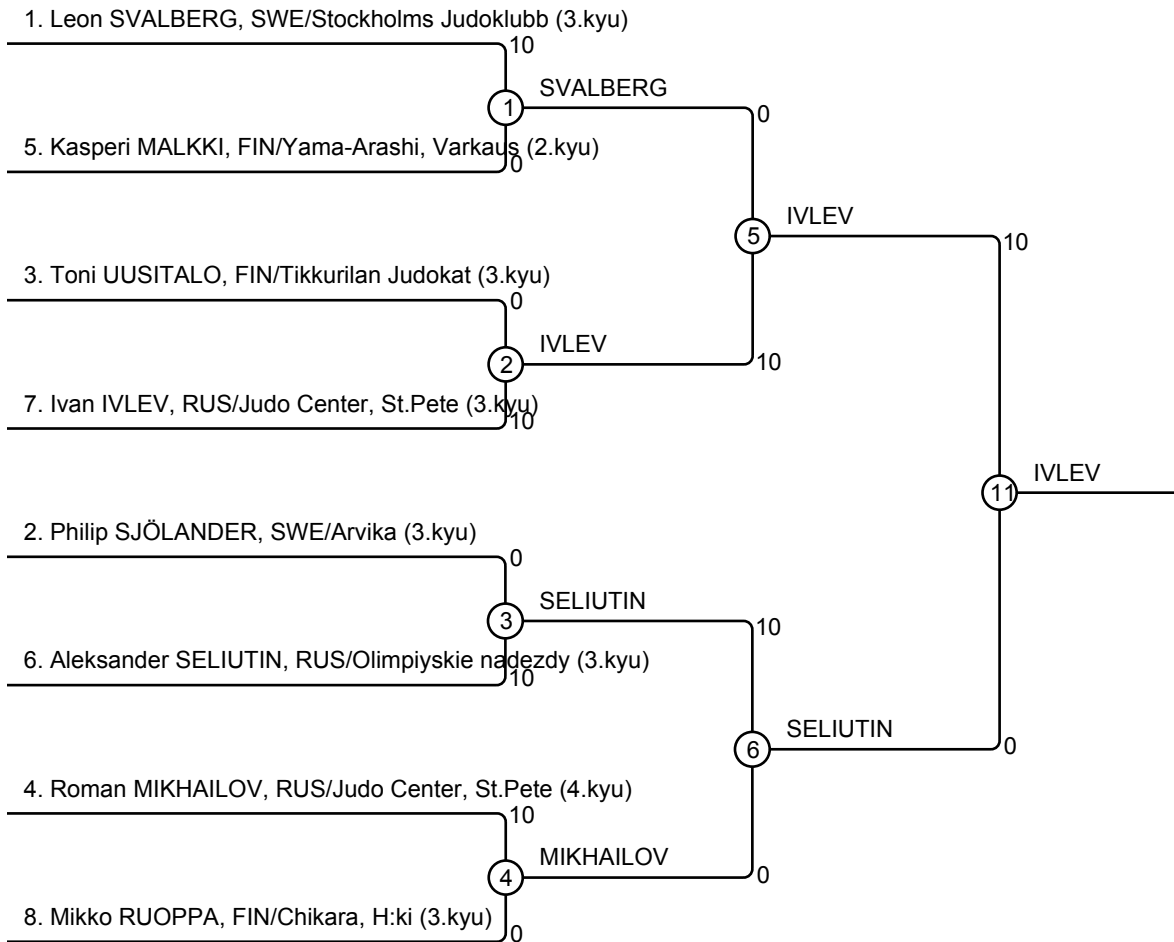 1. Leon SVALBERG, SWE/Stockholms Judoklubb (3.kyu)
10
SVALBERG
1
0
5. Kasperi MALKKI, FIN/Yama-Arashi, Varkaus (2.kyu)
0
IVLEV
5
10
3. Toni UUSITALO, FIN/Tikkurilan Judokat (3.kyu)
0
IVLEV
2
10
7. Ivan IVLEV, RUS/Judo Center, St.Pete (3.kyu)
10
IVLEV
11
2. Philip SJÖLANDER, SWE/Arvika (3.kyu)
0
SELIUTIN
3
10
6. Aleksander SELIUTIN, RUS/Olimpiyskie nadezdy (3.kyu)
10
SELIUTIN
6
0
4. Roman MIKHAILOV, RUS/Judo Center, St.Pete (4.kyu)
10
MIKHAILOV
4
0
8. Mikko RUOPPA, FIN/Chikara, H:ki (3.kyu)
0